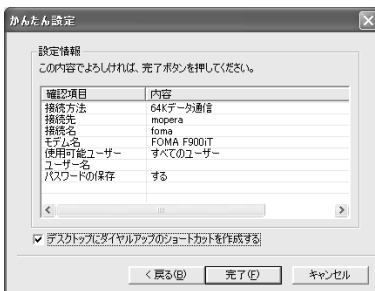 かんたん設定
設定情報
この内容でよろしければ、完了ボタンを押してください。
確認項目 内容
接続方法 64Kデータ通信
接続先 mopera
接続名 foma
モデム名 FOMA F900iT
使用可能ユーザー すべてのユーザー
ユーザー名
パスワードの保存 する
デスクトップにダイヤルアップのショートカットを作成する
< 戻る(B) 完了(F) キャンセル